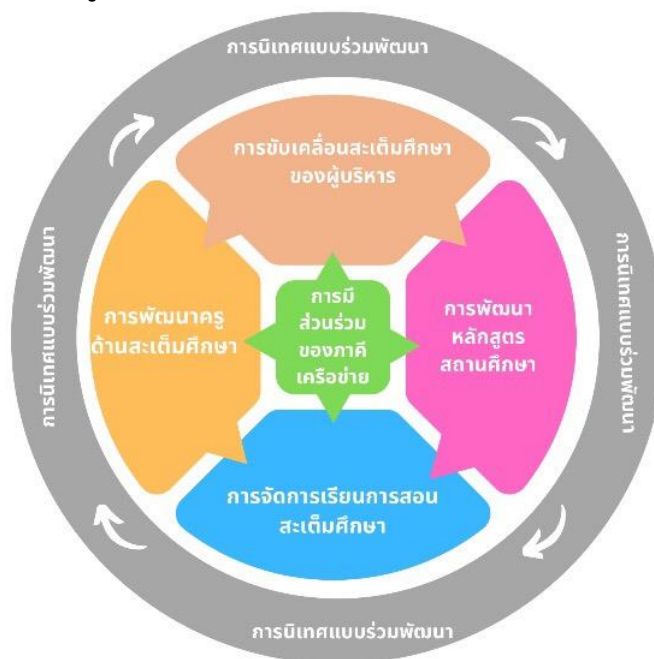 การนิเทศแบบร่วมพัฒนา
การขับเคลื่อนสะเต็มศึกษา
ของผู้บริหาร
การนิเทศแบบร่วมพัฒนา
การพัฒนาครู
ด้านสะเต็มศึกษา
การมี
ส่วนร่วม
ของภาคี
เครือข่าย
การพัฒนา
หลักสูตร
สถานศึกษา
การนิเทศแบบร่วมพัฒนา
การจัดการเรียนการสอน
สะเต็มศึกษา
การนิเทศแบบร่วมพัฒนา